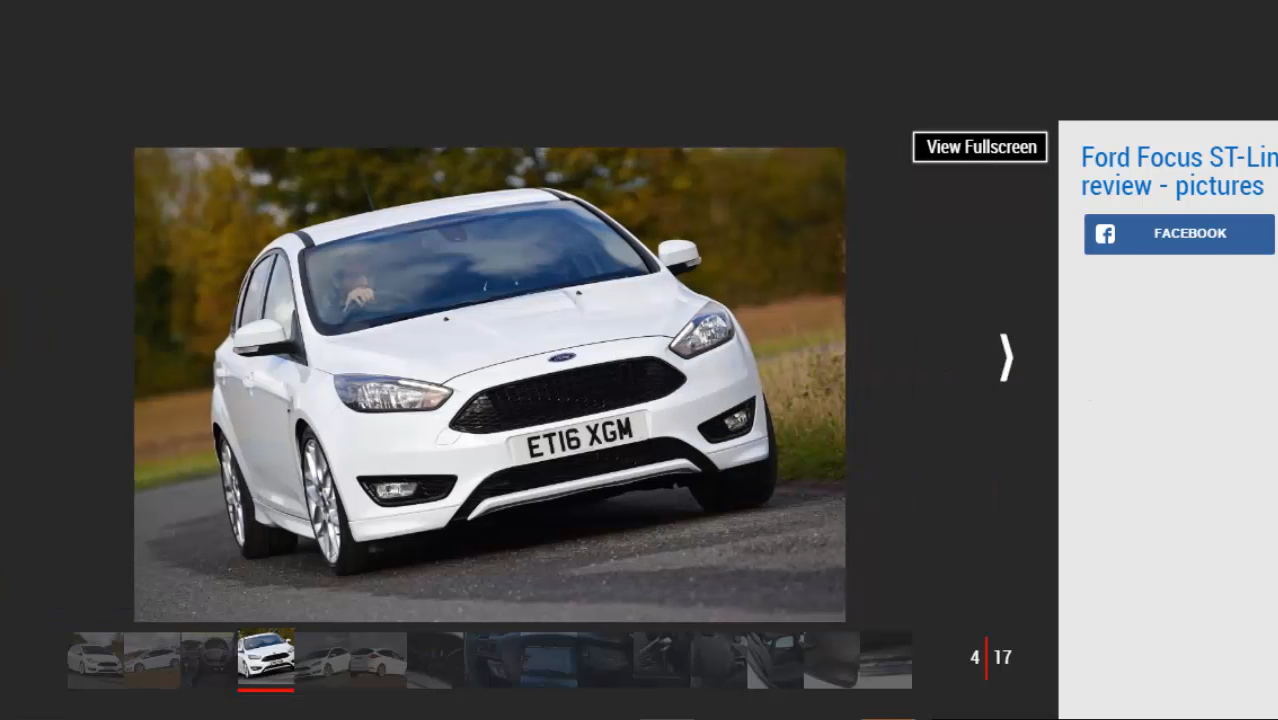 View Fullscreen
Ford Focus ST-Lin
review - pictures
FACEBOOK
ET16 XGM
4 17